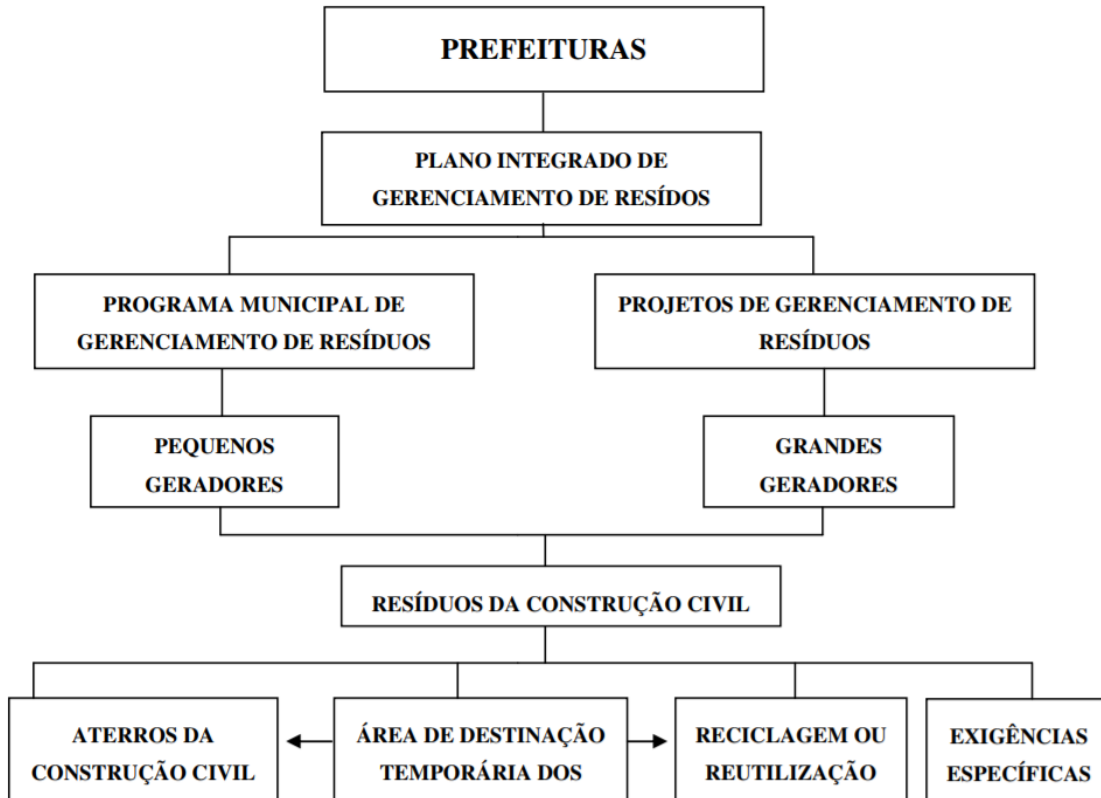 PREFEITURAS
PLANO INTEGRADO DE
GERENCIAMENTO DE RESÍDOS
PROGRAMA MUNICIPAL DE
GERENCIAMENTO DE RESÍDUOS
PROJETOS DE GERENCIAMENTO DE
RESÍDUOS
PEQUENOS
GERADORES
GRANDES
GERADORES
RESÍDUOS DA CONSTRUÇÃO CIVIL
ATERROS DA
CONSTRUÇÃO CIVIL
ÁREA DE DESTINAÇÃO
TEMPORÁRIA DOS
RECICLAGEM OU
REUTILIZAÇÃO
EXIGÊNCIAS
ESPECÍFICAS